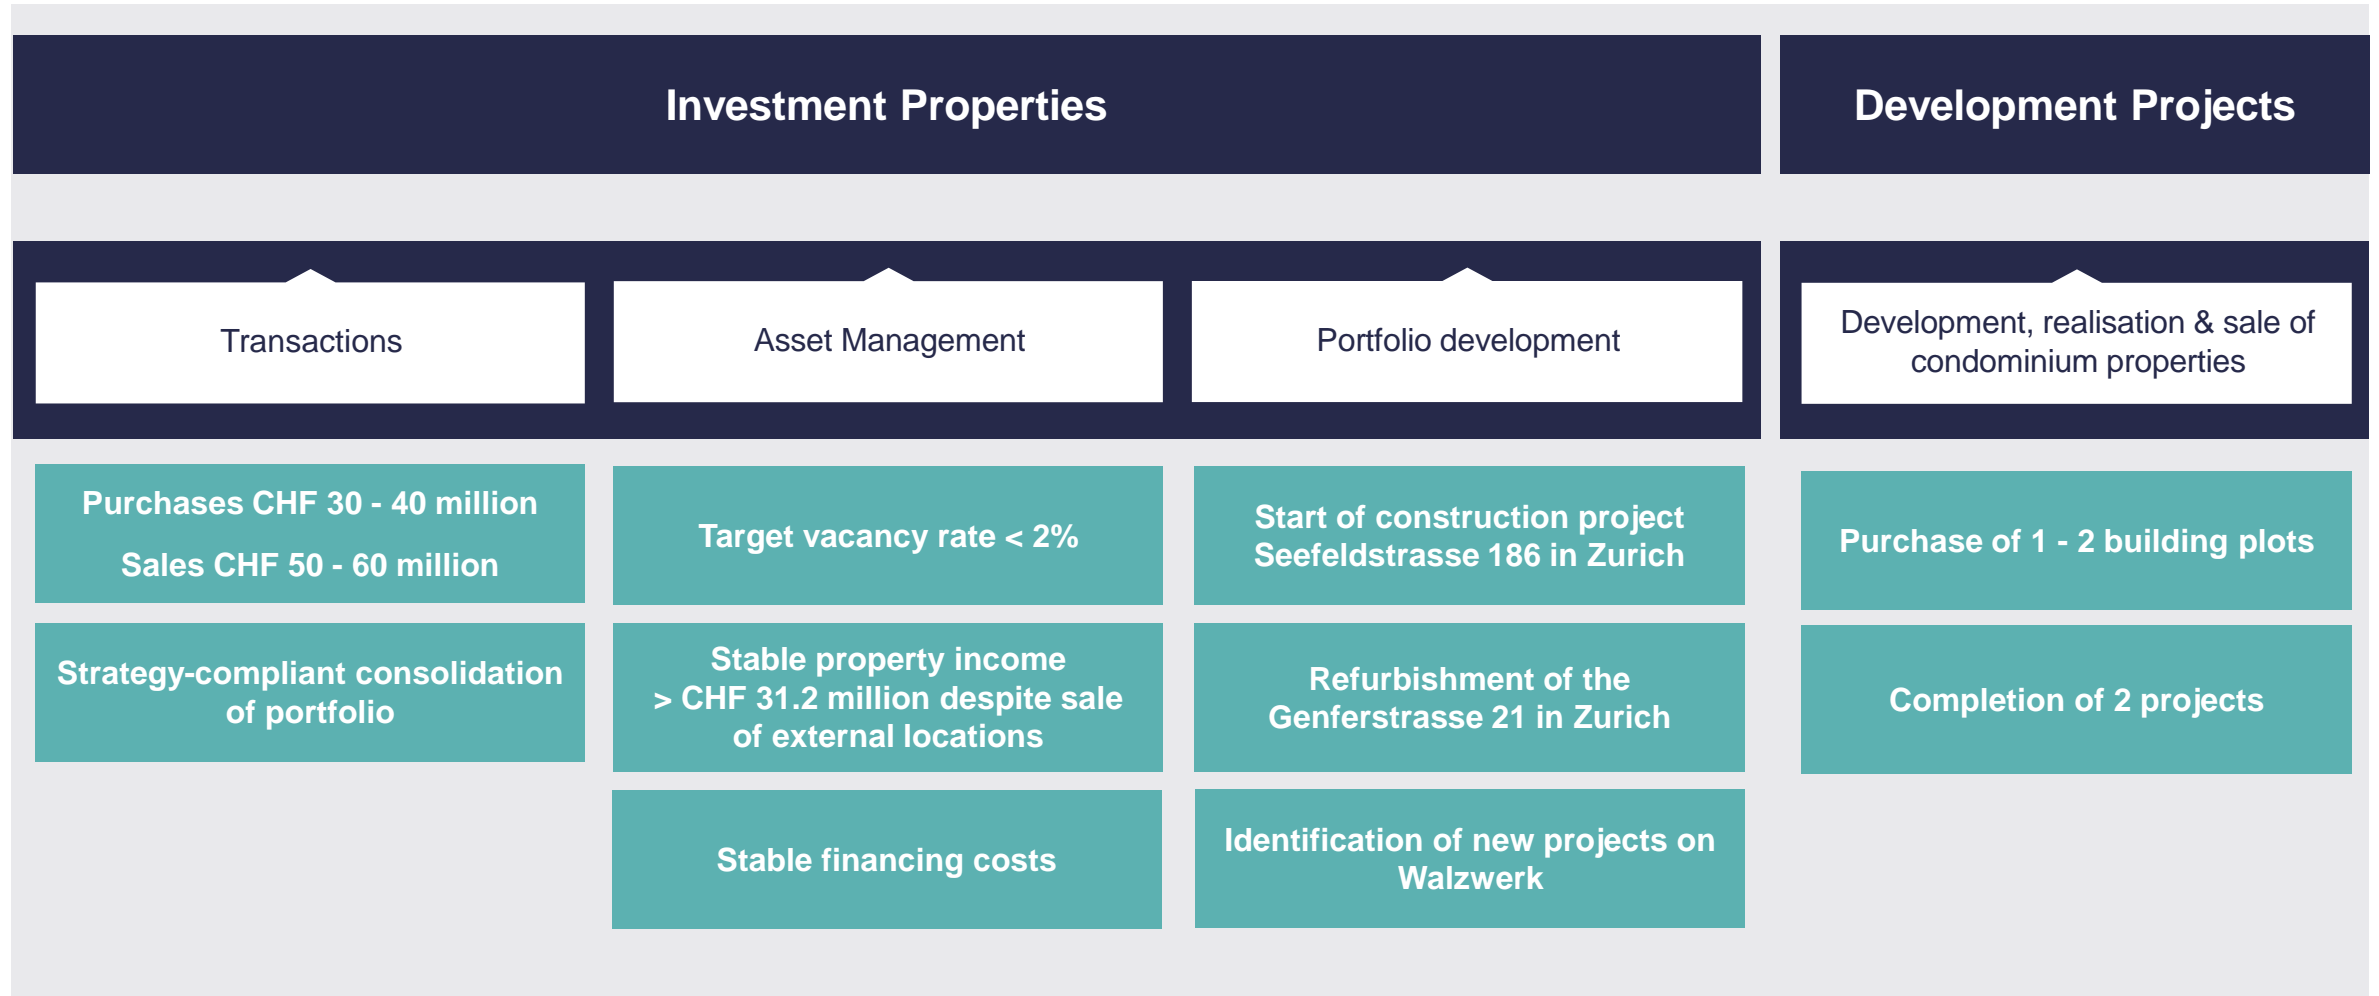 Investment Properties
Development Projects
Transactions
Asset Management
Portfolio development
Development, realisation & sale of
condominium properties
Purchases CHF 30 - 40 million
Sales CHF 50 - 60 million
Strategy-compliant consolidation
of portfolio
Target vacancy rate < 2%
Stable property income
> CHF 31.2 million despite sale
of external locations
Stable financing costs
Start of construction project
Seefeldstrasse 186 in Zurich
Refurbishment of the
Genferstrasse 21 in Zurich
Identification of new projects on
Walzwerk
Purchase of 1 - 2 building plots
Completion of 2 projects